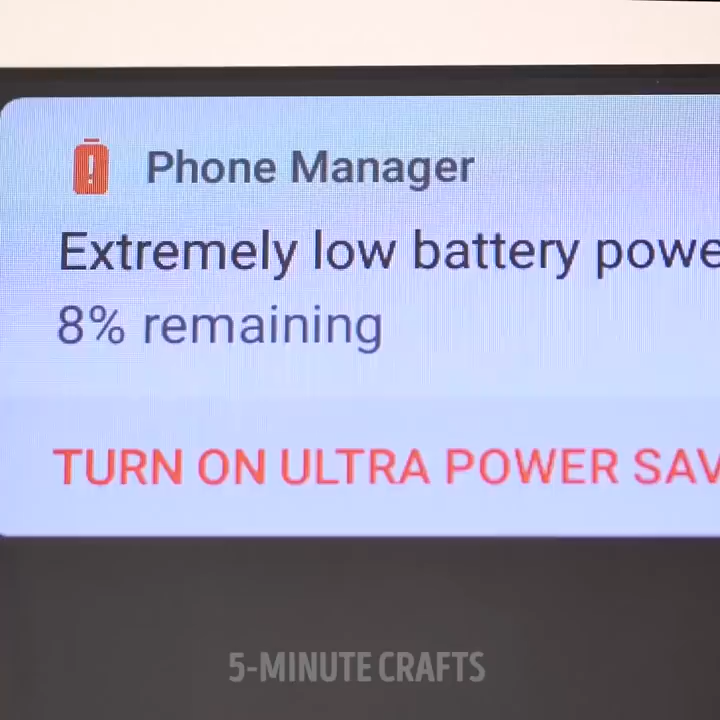 Phone Manager
Extremely low battery powe
8% remaining
TURN ON ULTRA POWER SAV
5-MINUTE CRAFTS